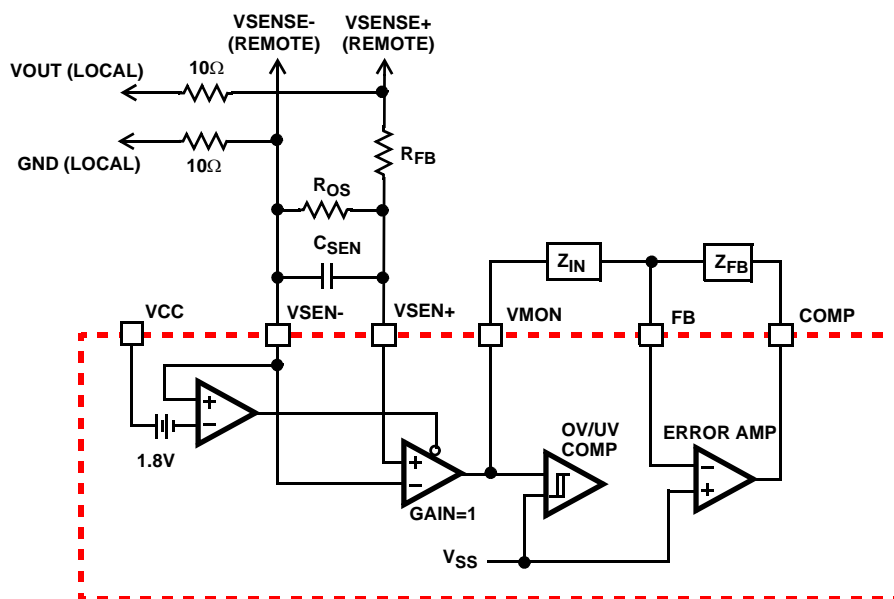 VSENSE-
(REMOTE)
VSENSE+
(REMOTE)
VOUT (LOCAL)
10Ω
GND (LOCAL)
10Ω
RFB
ROS
CSEN
ZIN
ZFB
VCC
VSEN-
VSEN+
VMON
FB
COMP
+
−
1.8V
+
−
GAIN=1
OV/UV
COMP
ERROR AMP
−
+
VSS